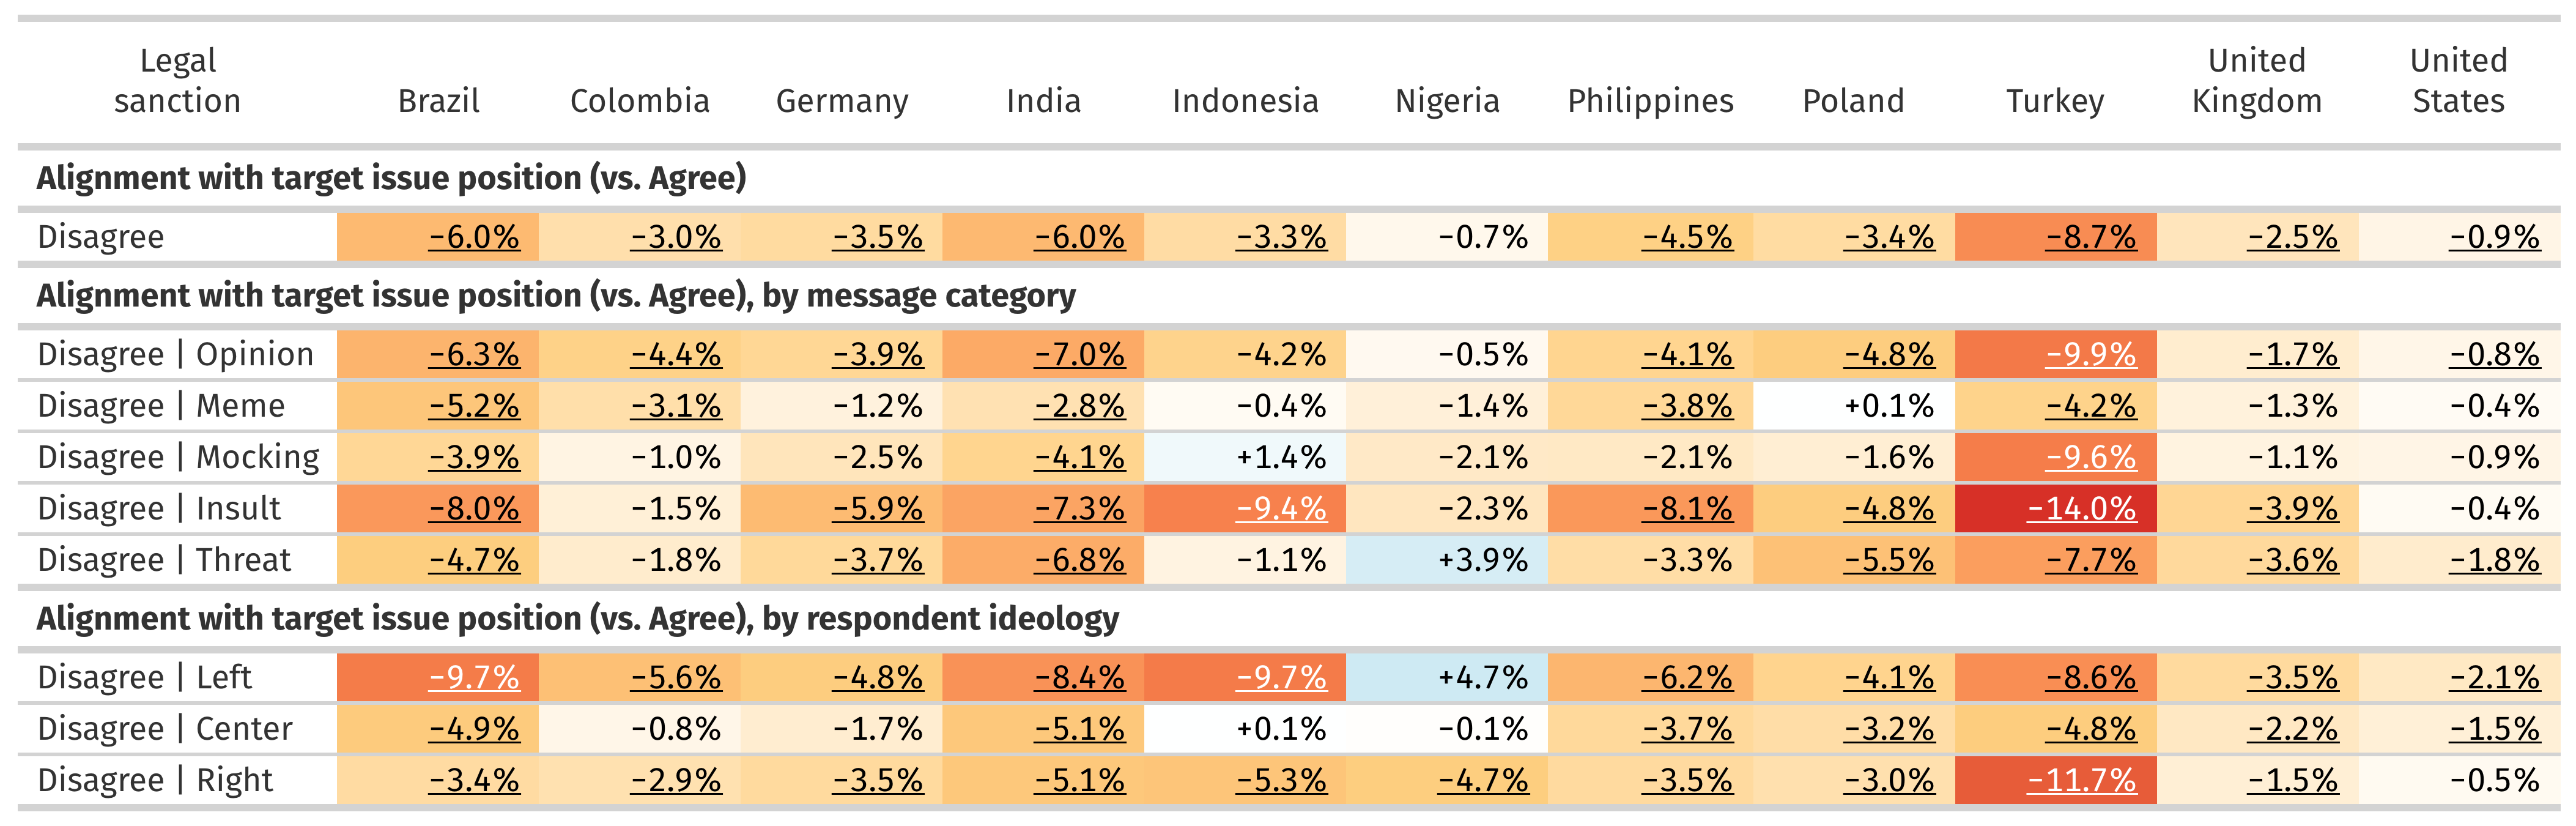 Legal sanction Brazil Colombia Germany India Indonesia Nigeria Philippines Poland Turkey United Kingdom United States
Alignment with target issue position (vs. Agree)
Disagree −6.0% −3.0% −3.5% −6.0% −3.3% −0.7% −4.5% −3.4% −8.7% −2.5% −0.9%
Alignment with target issue position (vs. Agree), by message category
Disagree | Opinion −6.3% −4.4% −3.9% −7.0% −4.2% −0.5% −4.1% −4.8% −9.9% −1.7% −0.8%
Disagree | Meme −5.2% −3.1% −1.2% −2.8% −0.4% −1.4% −3.8% +0.1% −4.2% −1.3% −0.4%
Disagree | Mocking −3.9% −1.0% −2.5% −4.1% +1.4% −2.1% −2.1% −1.6% −9.6% −1.1% −0.9%
Disagree | Insult −8.0% −1.5% −5.9% −7.3% −9.4% −2.3% −8.1% −4.8% −14.0% −3.9% −0.4%
Disagree | Threat −4.7% −1.8% −3.7% −6.8% −1.1% +3.9% −3.3% −5.5% −7.7% −3.6% −1.8%
Alignment with target issue position (vs. Agree), by respondent ideology
Disagree | Left −9.7% −5.6% −4.8% −8.4% −9.7% +4.7% −6.2% −4.1% −8.6% −3.5% −2.1%
Disagree | Center −4.9% −0.8% −1.7% −5.1% +0.1% −0.1% −3.7% −3.2% −4.8% −2.2% −1.5%
Disagree | Right −3.4% −2.9% −3.5% −5.1% −5.3% −4.7% −3.5% −3.0% −11.7% −1.5% −0.5%